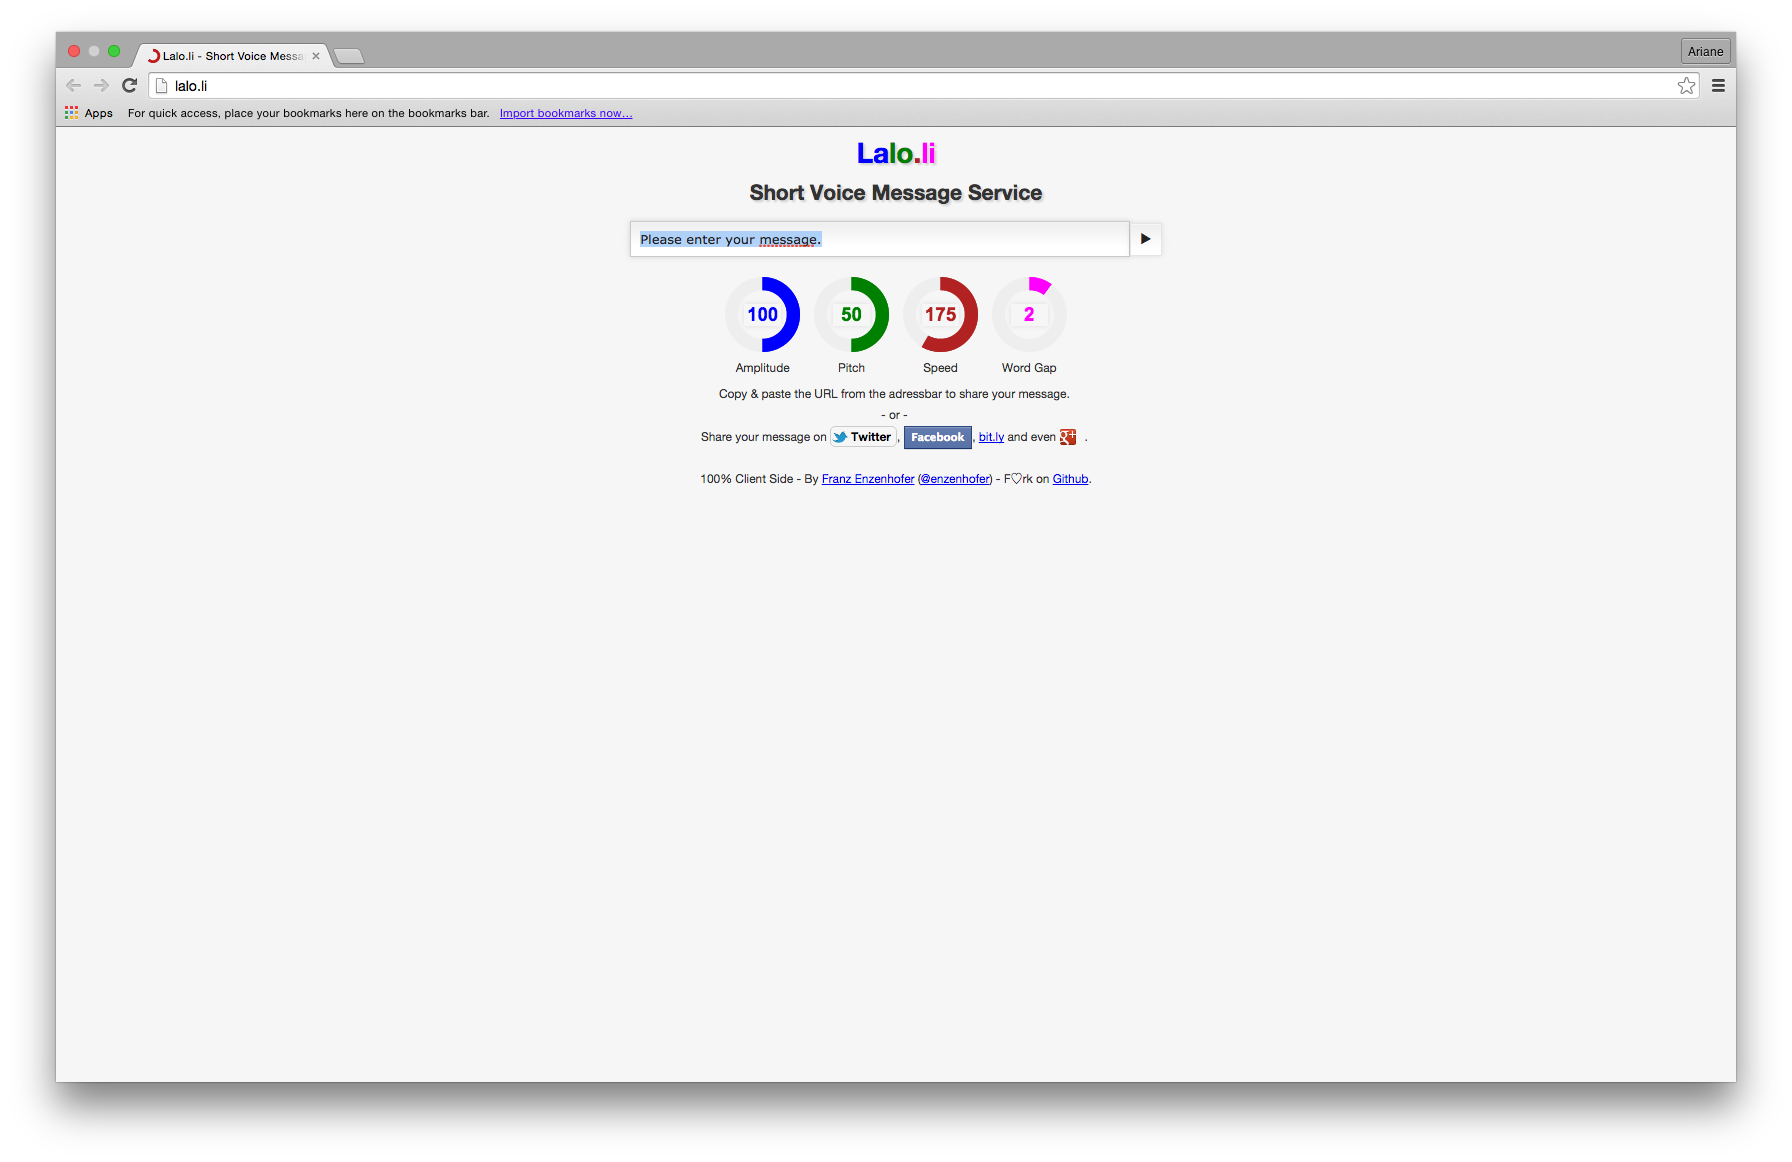 Lalo.li - Short Voice Messa
Ariane
lalo.li
Apps For quick access, place your bookmarks here on the bookmarks bar. Import bookmarks now...
Lalo.li
Short Voice Message Service
Please enter your message.
100 50 175 2
Amplitude Pitch Speed Word Gap
Copy & paste the URL from the adressbar to share your message.
- or -
Share your message on Twitter, Facebook, bit.ly and even g+ .
100% Client Side - By Franz Enzenhofer (@enzenhofer) - F♡rk on Github.